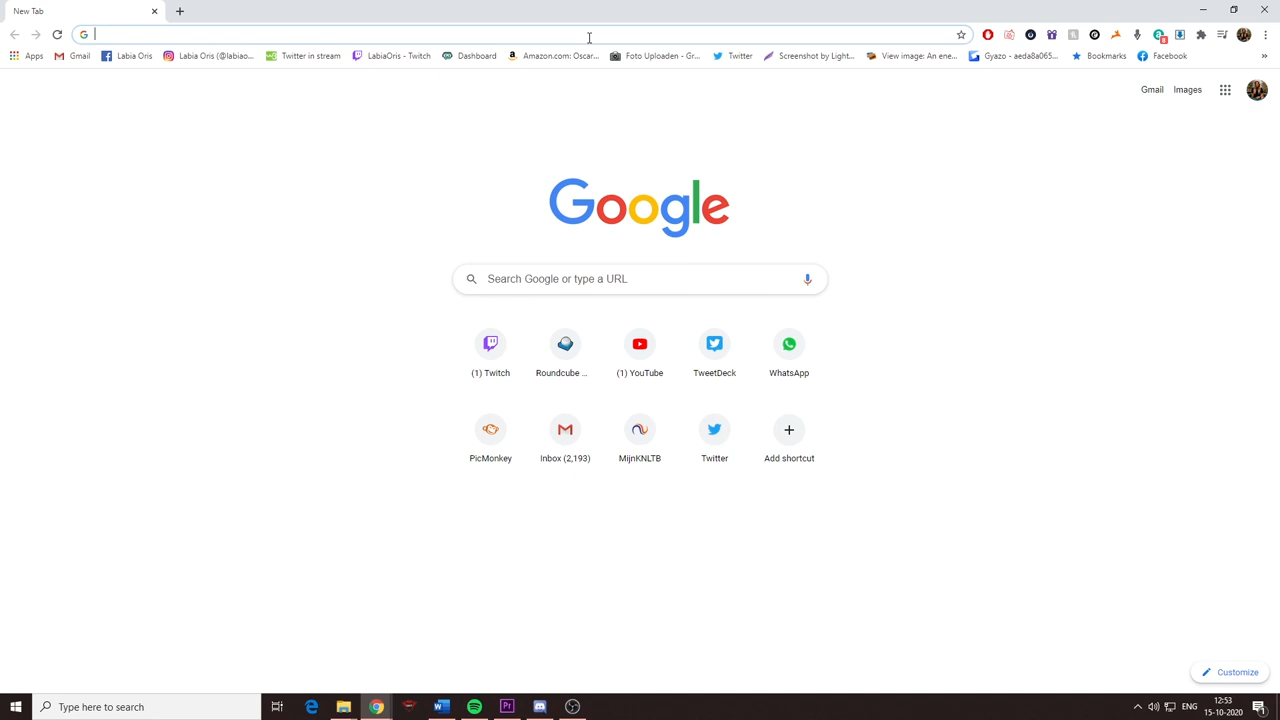 New Tab
Apps Gmail Labia Oris Labia Oris (@labiao... Twitter in stream LabiaOris - Twitch Dashboard Amazon.com: Oscar... Foto Uploaden - Gr... Twitter Screenshot by Light... View image: An ene... Gyazo - aeda8a065... Bookmarks Facebook »
Gmail Images
Google
Search Google or type a URL
(1) Twitch Roundcube ... (1) YouTube TweetDeck WhatsApp
PicMonkey Inbox (2,193) MijnKNLTB Twitter Add shortcut
Customize
Type here to search
ENG 12:53
15-10-2020